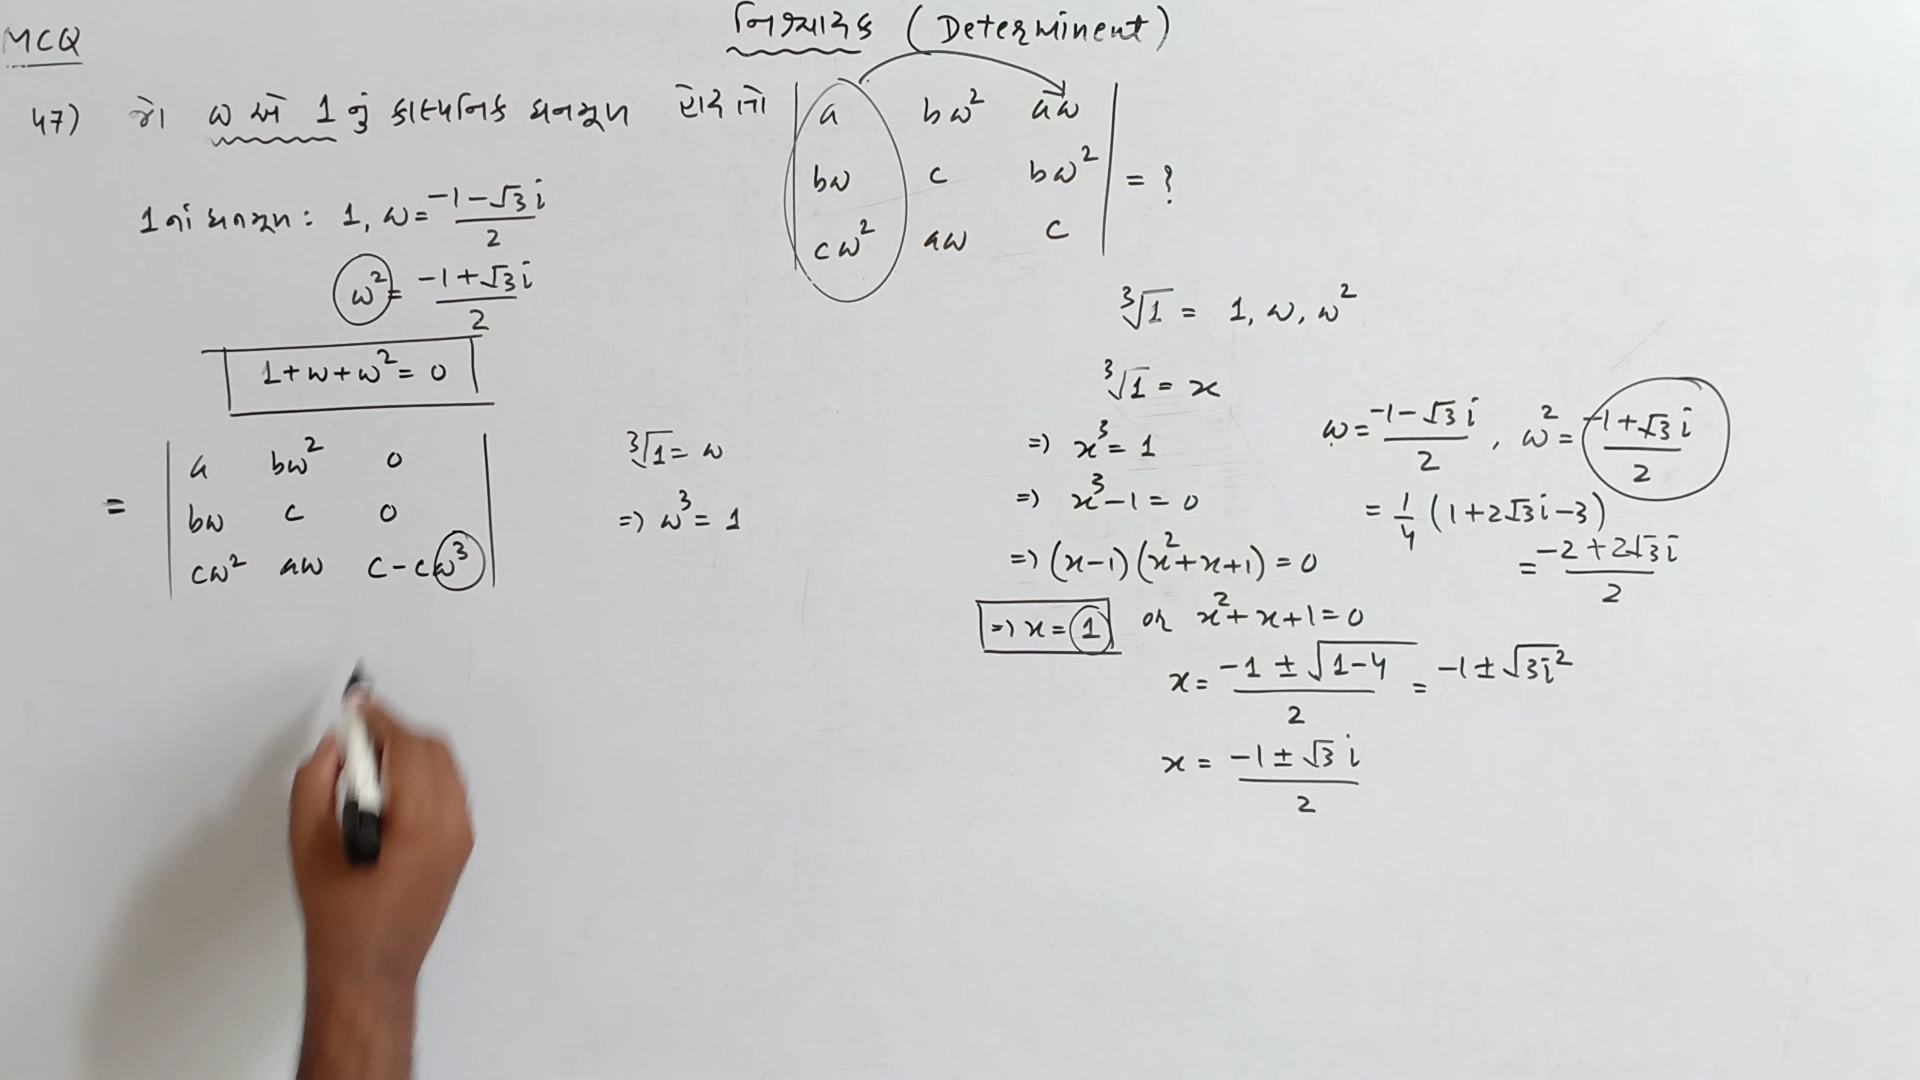 MCQ
નિશ્ચાયક (Determinent)
47) જો ω એ 1 નું કાલ્પનિક ઘનમૂળ હોય તો | a bω² aω |
| bω c bω² | = ?
| cω² aω c |
1 નાં ઘનમૂળ : 1, ω = (-1-√3 i)/2
ω² = (-1+√3 i)/2
1+ω+ω² = 0
= | a bω² 0 |
| bω c 0 |
| cω² aω c-cω³ |
∛1 = ω
=) ω³ = 1
∛1 = 1, ω, ω²
∛1 = x
=) x³ = 1
=) x³-1 = 0
=) (x-1)(x²+x+1) = 0
=) x = 1 or x²+x+1 = 0
x = (-1 ± √1-4)/2 = -1 ± √3i²
x = (-1 ± √3 i)/2
ω = (-1-√3 i)/2 , ω² = (-1+√3 i)/2
= 1/4 (1+2√3i-3)
= (-2+2√3i)/2